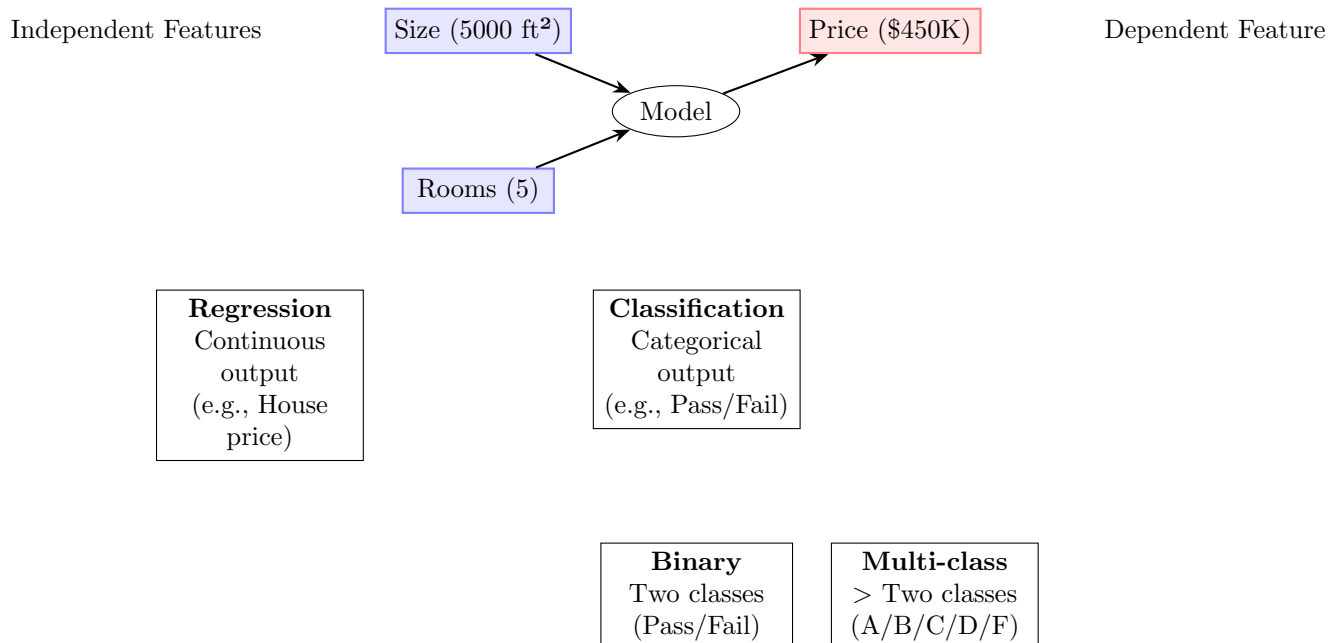 Independent Features
Size (5000 ft²)
Price ($450K)
Dependent Feature
Model
Rooms (5)
Regression
Continuous
output
(e.g., House
price)
Classification
Categorical
output
(e.g., Pass/Fail)
Binary
Two classes
(Pass/Fail)
Multi-class
> Two classes
(A/B/C/D/F)